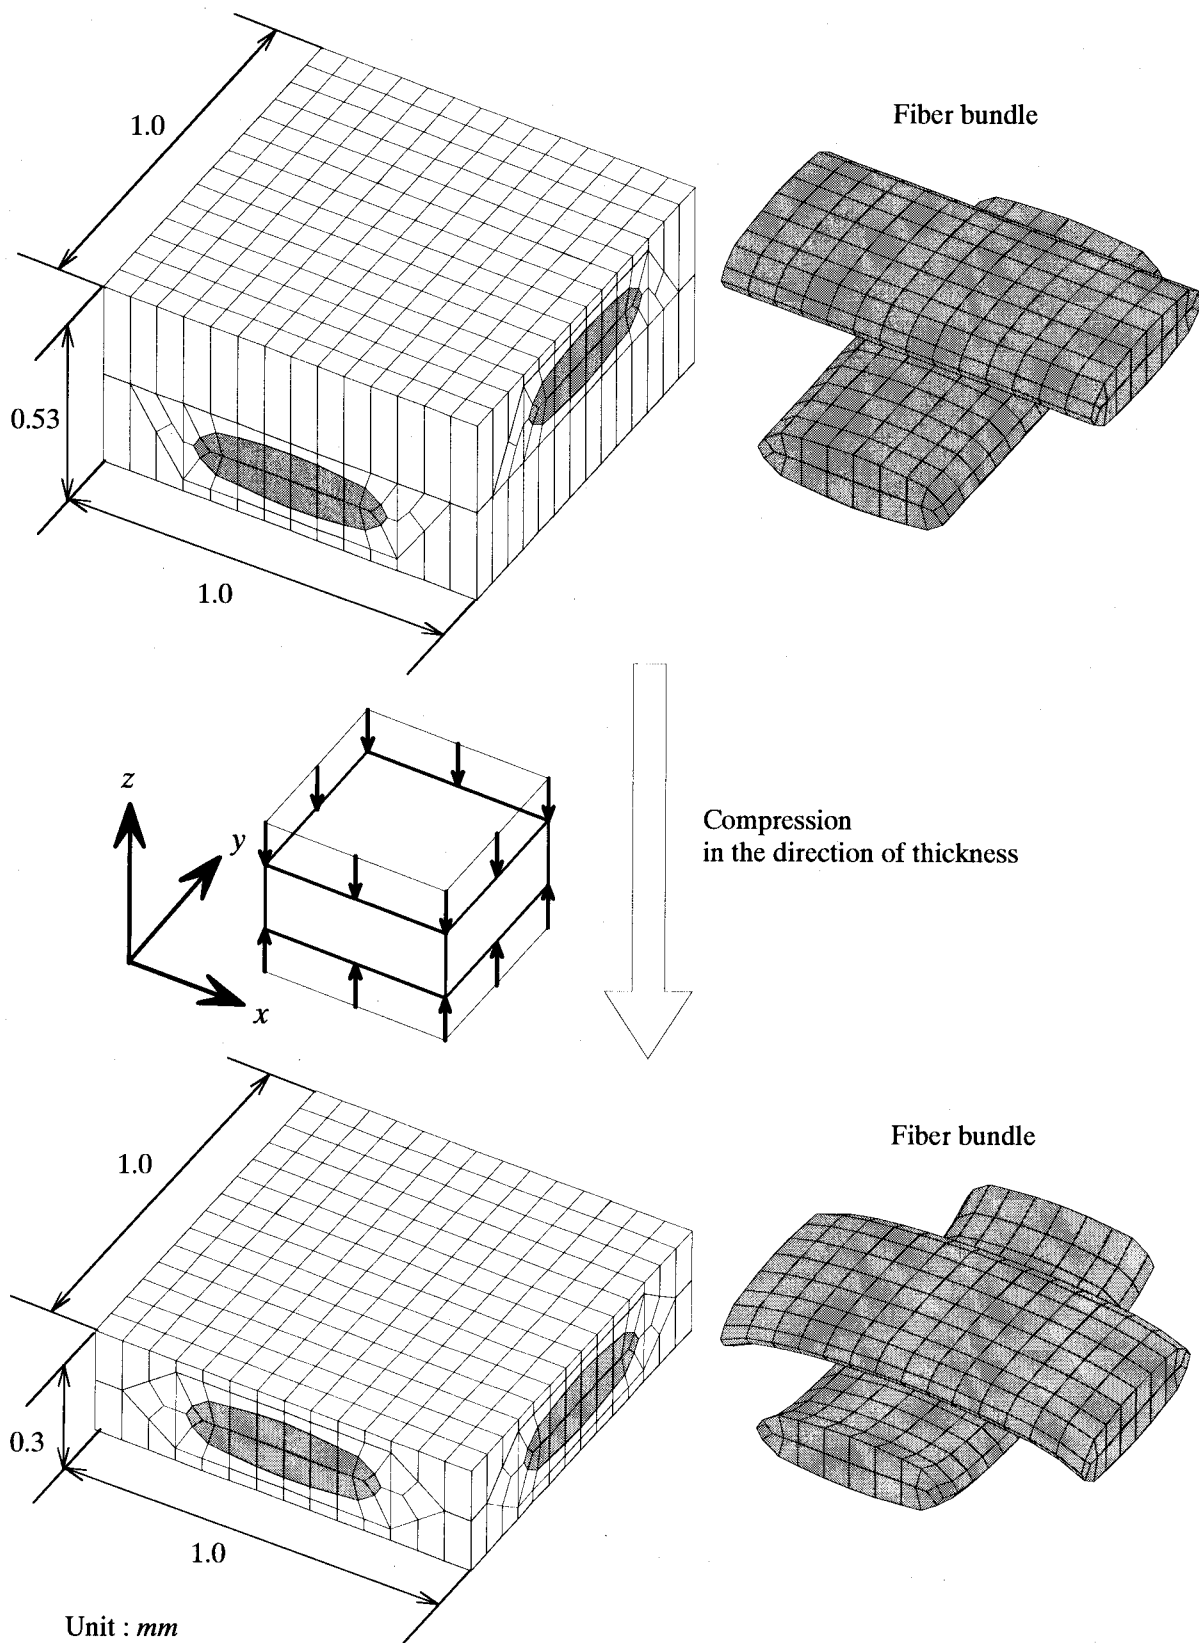 1.0
Fiber bundle
0.53
1.0
z
y
x
Compression
in the direction of thickness
1.0
Fiber bundle
0.3
1.0
Unit : mm